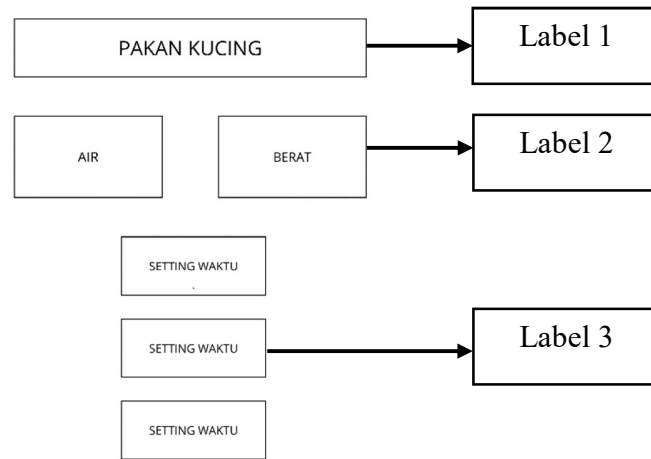 PAKAN KUCING
Label 1
AIR
BERAT
Label 2
SETTING WAKTU
SETTING WAKTU
Label 3
SETTING WAKTU